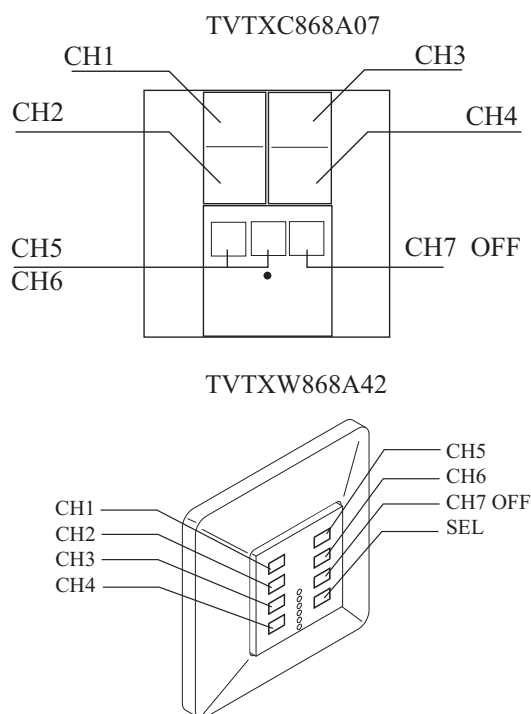 TVTXC868A07
CH1
CH3
CH2
CH4
CH5
CH6
CH7 OFF
TVTXW868A42
CH1
CH2
CH3
CH4
CH5
CH6
CH7 OFF
SEL